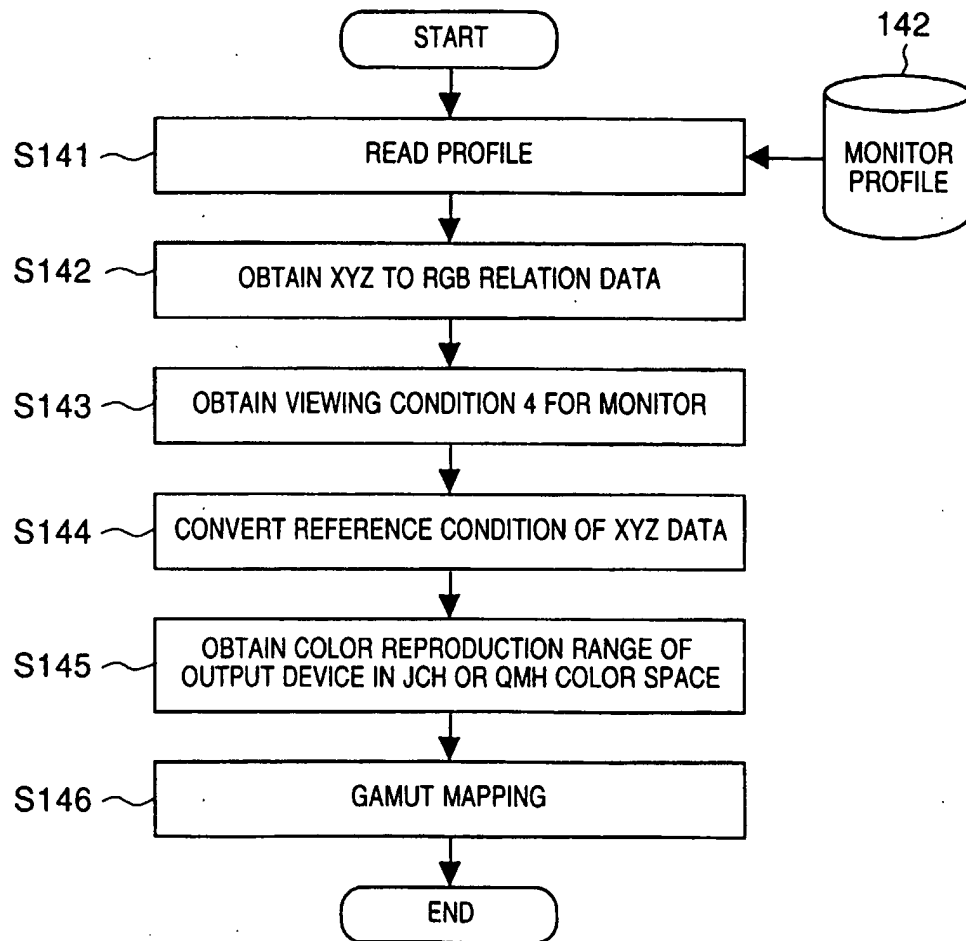 START
142
S141
READ PROFILE
MONITOR
PROFILE
S142
OBTAIN XYZ TO RGB RELATION DATA
S143
OBTAIN VIEWING CONDITION 4 FOR MONITOR
S144
CONVERT REFERENCE CONDITION OF XYZ DATA
S145
OBTAIN COLOR REPRODUCTION RANGE OF
OUTPUT DEVICE IN JCH OR QMH COLOR SPACE
S146
GAMUT MAPPING
END